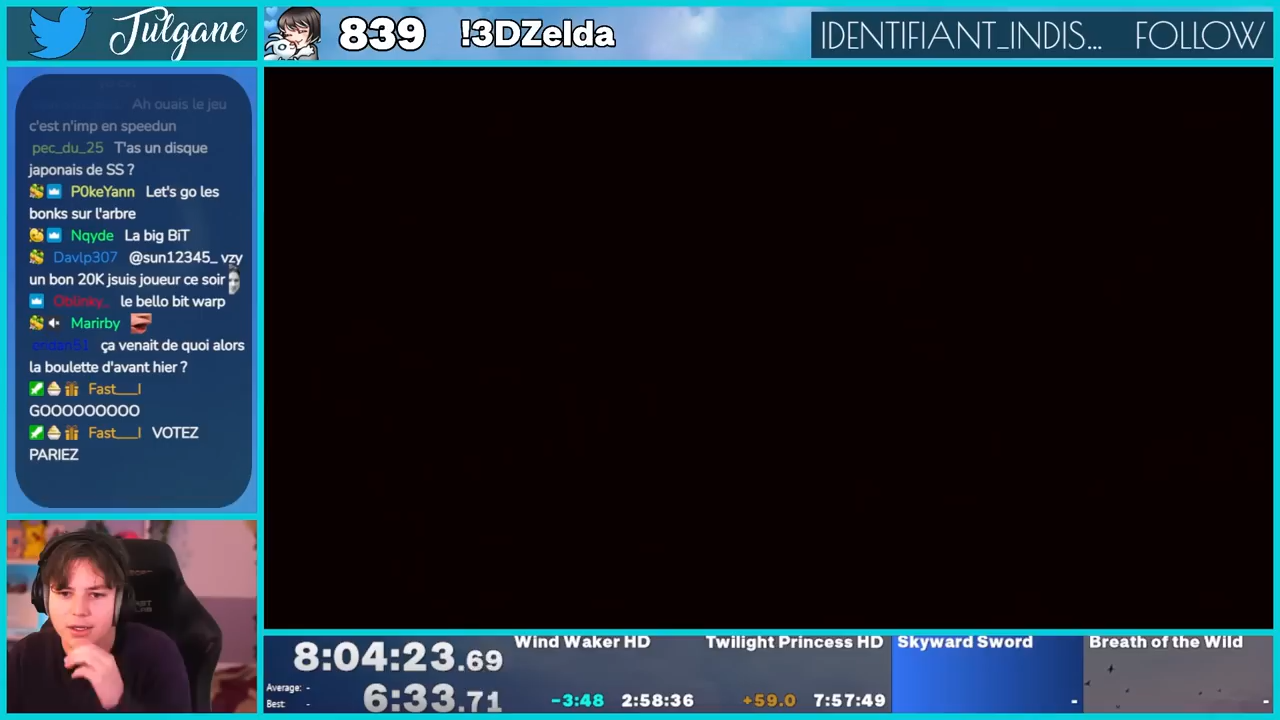 Julgane
839
!3DZelda
IDENTIFIANT_INDIS...
FOLLOW
Ah ouais le jeu
c'est n'imp en speedun
pec_du_25 T'as un disque
japonais de SS ?
P0keYann Let's go les
bonks sur l'arbre
Nqyde La big BiT
Davlp307 @sun12345_ vzy
un bon 20K jsuis joueur ce soir
Oblinky_ le bello bit warp
Marirby
ça venait de quoi alors
la boulette d'avant hier ?
Fast___I
GOOOOOOOOO
Fast___I VOTEZ
PARIEZ
8:04:23.69
Average: -
Best: -
6:33.71
Wind Waker HD
-3:48 2:58:36
Twilight Princess HD
+59.0 7:57:49
Skyward Sword
-
Breath of the Wild
-